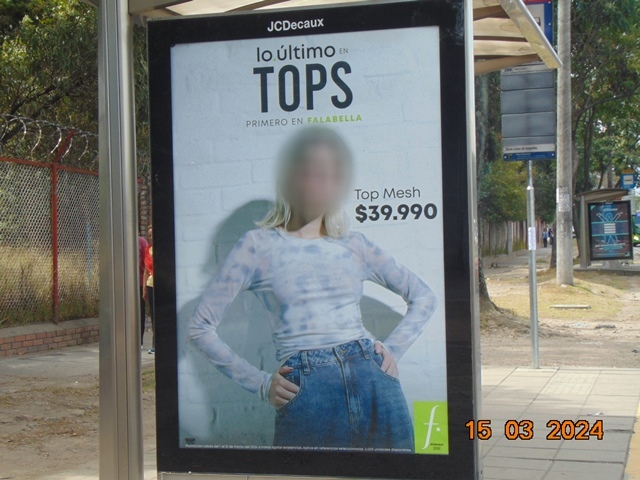 JCDecaux
lo último EN
TOPS
PRIMERO EN FALABELLA
Top Mesh
$39.990
f.
15 03 2024